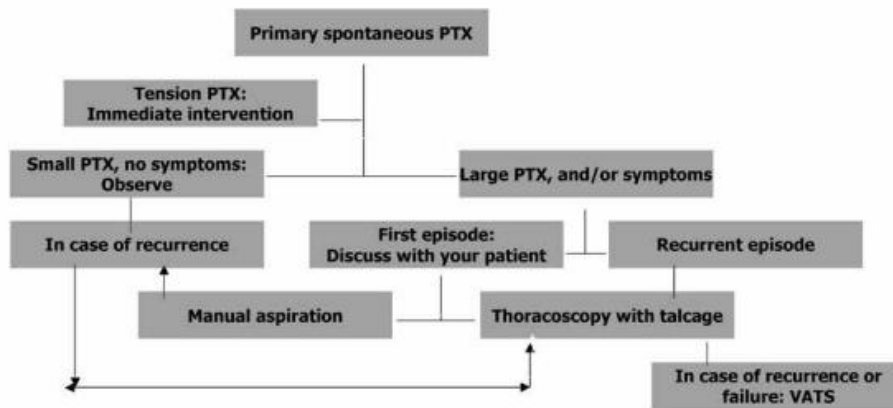 Primary spontaneous PTX
Tension PTX:
Immediate intervention
Small PTX, no symptoms:
Observe
Large PTX, and/or symptoms
In case of recurrence
First episode:
Discuss with your patient
Recurrent episode
Manual aspiration
Thoracoscopy with talcage
In case of recurrence or
failure: VATS